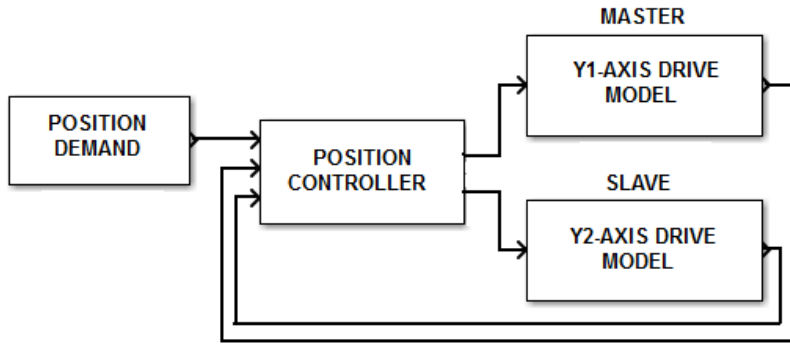 MASTER
Y1-AXIS DRIVE
MODEL
POSITION
DEMAND
POSITION
CONTROLLER
SLAVE
Y2-AXIS DRIVE
MODEL